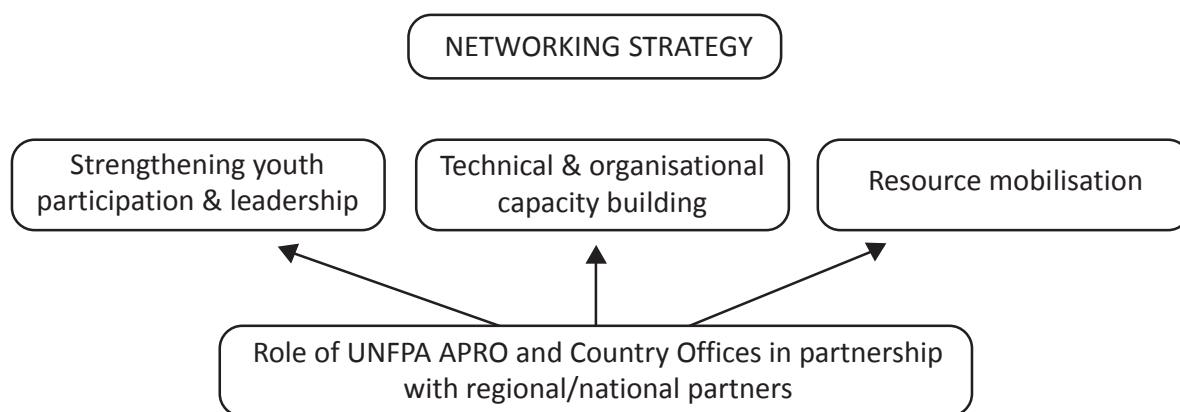 NETWORKING STRATEGY
Strengthening youth
participation & leadership
Technical & organisational
capacity building
Resource mobilisation
Role of UNFPA APRO and Country Offices in partnership
with regional/national partners